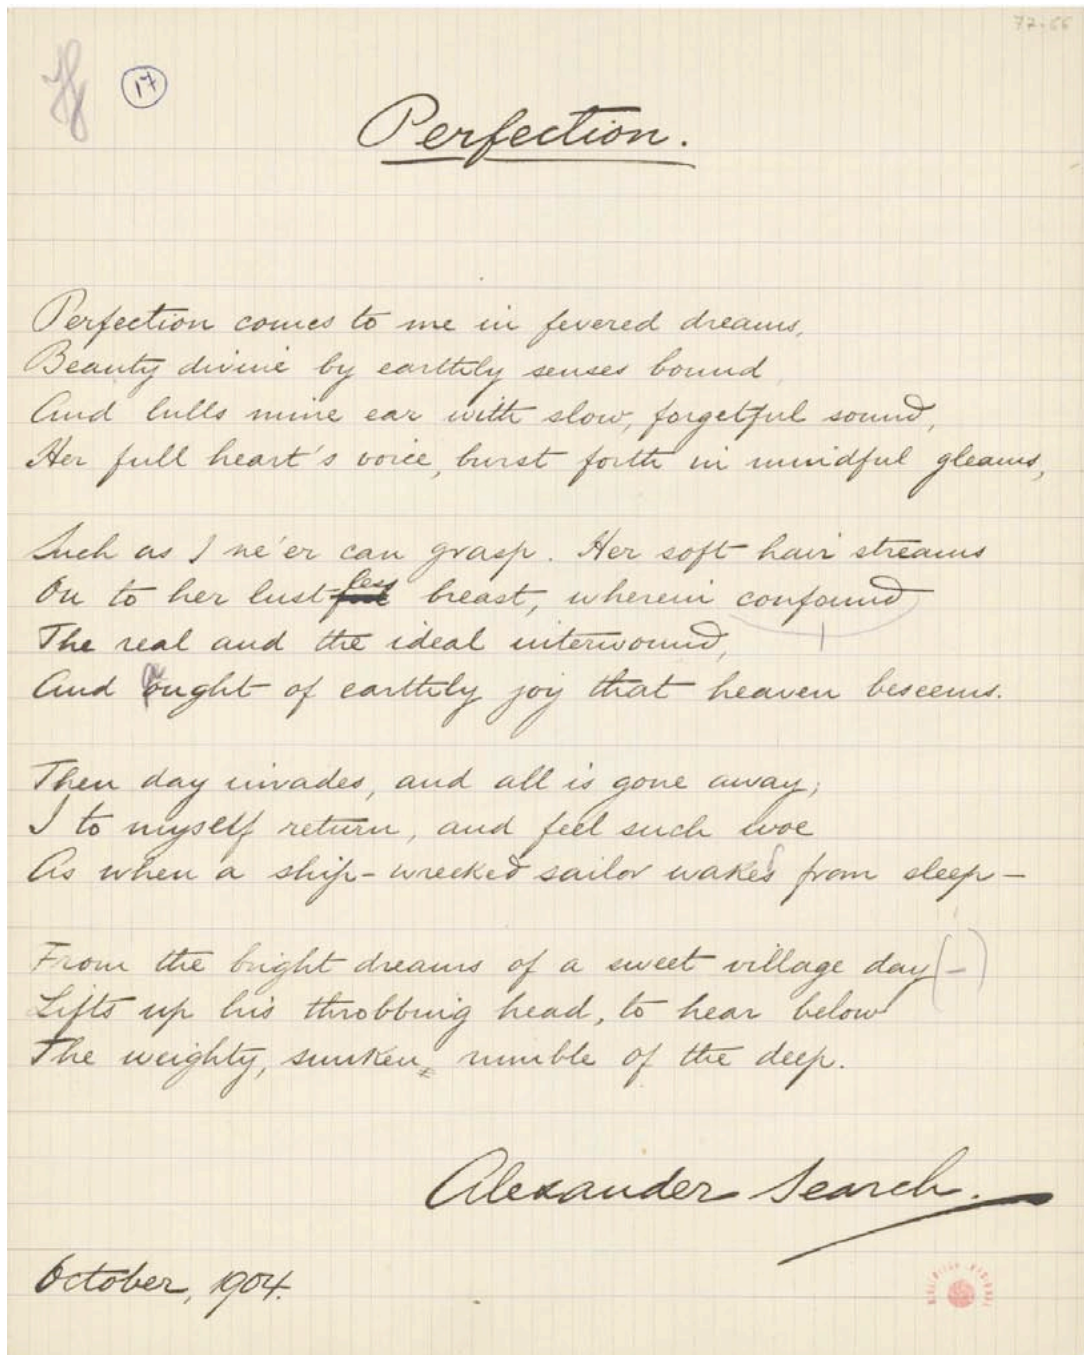 17
Perfection.
Perfection comes to me in fevered dreams,
Beauty divine by earthly senses bound
And lulls mine ear with slow, forgetful sound,
Her full heart's voice, burst forth in mindful gleams,
Such as I ne'er can grasp. Her soft hair streams
On to her lustless breast, wherein confound
The real and the ideal interwound,
And aught of earthly joy that heaven beseems.
Then day invades, and all is gone away;
I to myself return, and feel such woe
As when a ship-wrecked sailor wakes from sleep —
From the bright dreams of a sweet village day (-)
Lifts up his throbbing head, to hear below
The weighty, sunken rumble of the deep.
Alexander Search.
October, 1904.